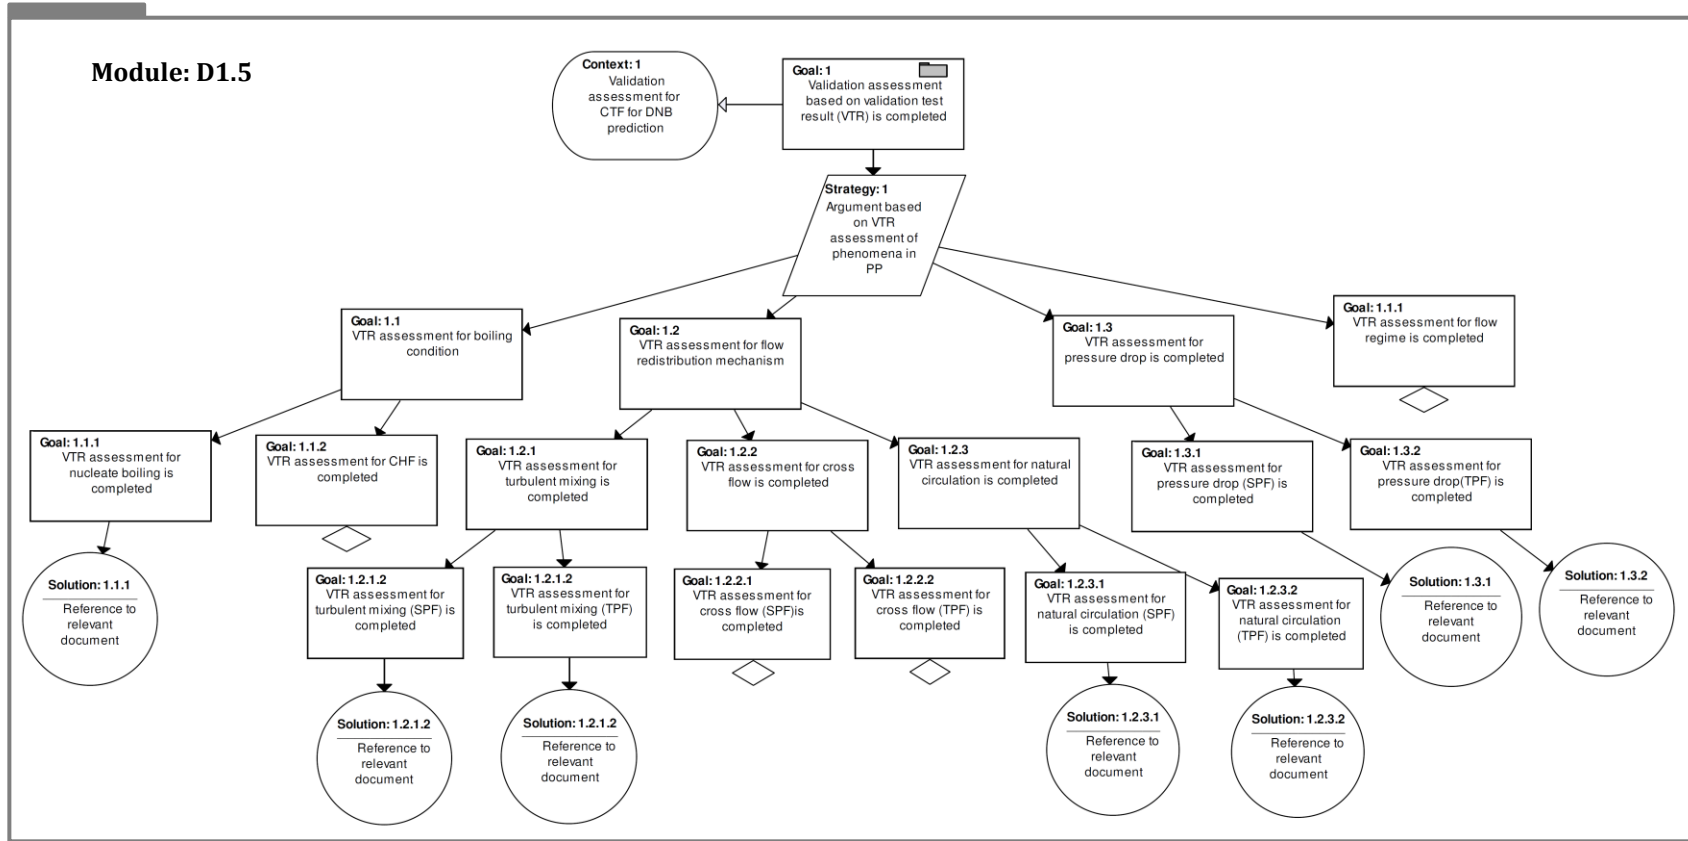 Module: D1.5
Context: 1
Validation
assessment for
CTF for DNB
prediction
Goal: 1
Validation assessment
based on validation test
result (VTR) is completed
Strategy: 1
Argument based
on VTR
assessment of
phenomena in
PP
Goal: 1.1
VTR assessment for boiling
condition
Goal: 1.2
VTR assessment for flow
redistribution mechanism
Goal: 1.3
VTR assessment for
pressure drop is completed
Goal: 1.1.1
VTR assessment for flow
regime is completed
Goal: 1.1.1
VTR assessment for
nucleate boiling is
completed
Goal: 1.1.2
VTR assessment for CHF is
completed
Goal: 1.2.1
VTR assessment for
turbulent mixing is
completed
Goal: 1.2.2
VTR assessment for cross
flow is completed
Goal: 1.2.3
VTR assessment for natural
circulation is completed
Goal: 1.3.1
VTR assessment for
pressure drop (SPF) is
completed
Goal: 1.3.2
VTR assessment for
pressure drop(TPF) is
completed
Solution: 1.1.1
Reference to
relevant
document
Goal: 1.2.1.2
VTR assessment for
turbulent mixing (SPF) is
completed
Goal: 1.2.1.2
VTR assessment for
turbulent mixing (TPF)
is completed
Goal: 1.2.2.1
VTR assessment for
cross flow (SPF)is
completed
Goal: 1.2.2.2
VTR assessment for
cross flow (TPF) is
completed
Goal: 1.2.3.1
VTR assessment for
natural circulation (SPF)
is completed
Goal: 1.2.3.2
VTR assessment for
natural circulation
(TPF) is completed
Solution: 1.3.1
Reference to
relevant
document
Solution: 1.3.2
Reference to
relevant
document
Solution: 1.2.1.2
Reference to
relevant
document
Solution: 1.2.1.2
Reference to
relevant
document
Solution: 1.2.3.1
Reference to
relevant
document
Solution: 1.2.3.2
Reference to
relevant
document